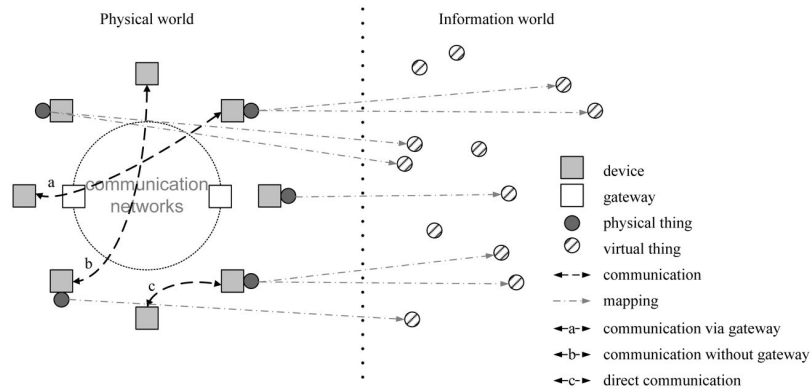 Physical world
Information world
a
communication
networks
b
c
device
gateway
physical thing
virtual thing
communication
mapping
a communication via gateway
b communication without gateway
c direct communication